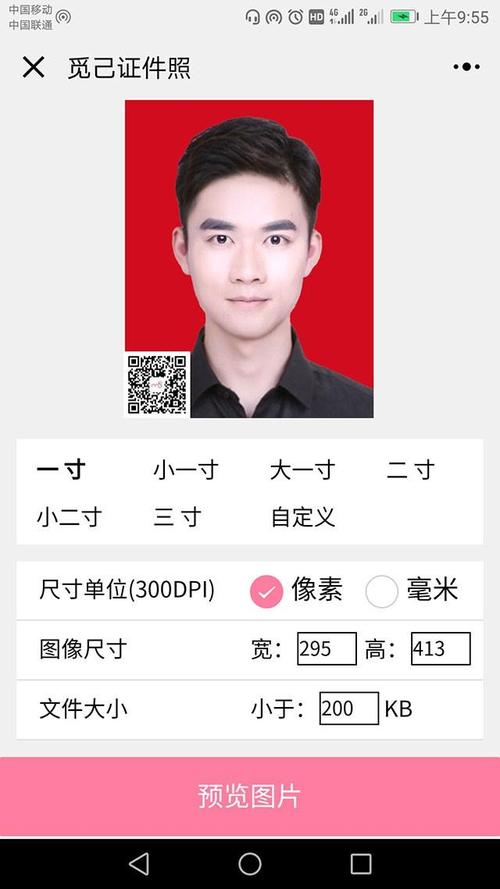 中国移动
中国联通
HD 4G 2G 上午9:55
觅己证件照
一寸 小一寸 大一寸 二寸
小二寸 三寸 自定义
尺寸单位(300DPI) 像素 毫米
图像尺寸 宽: 295 高: 413
文件大小 小于: 200 KB
预览图片